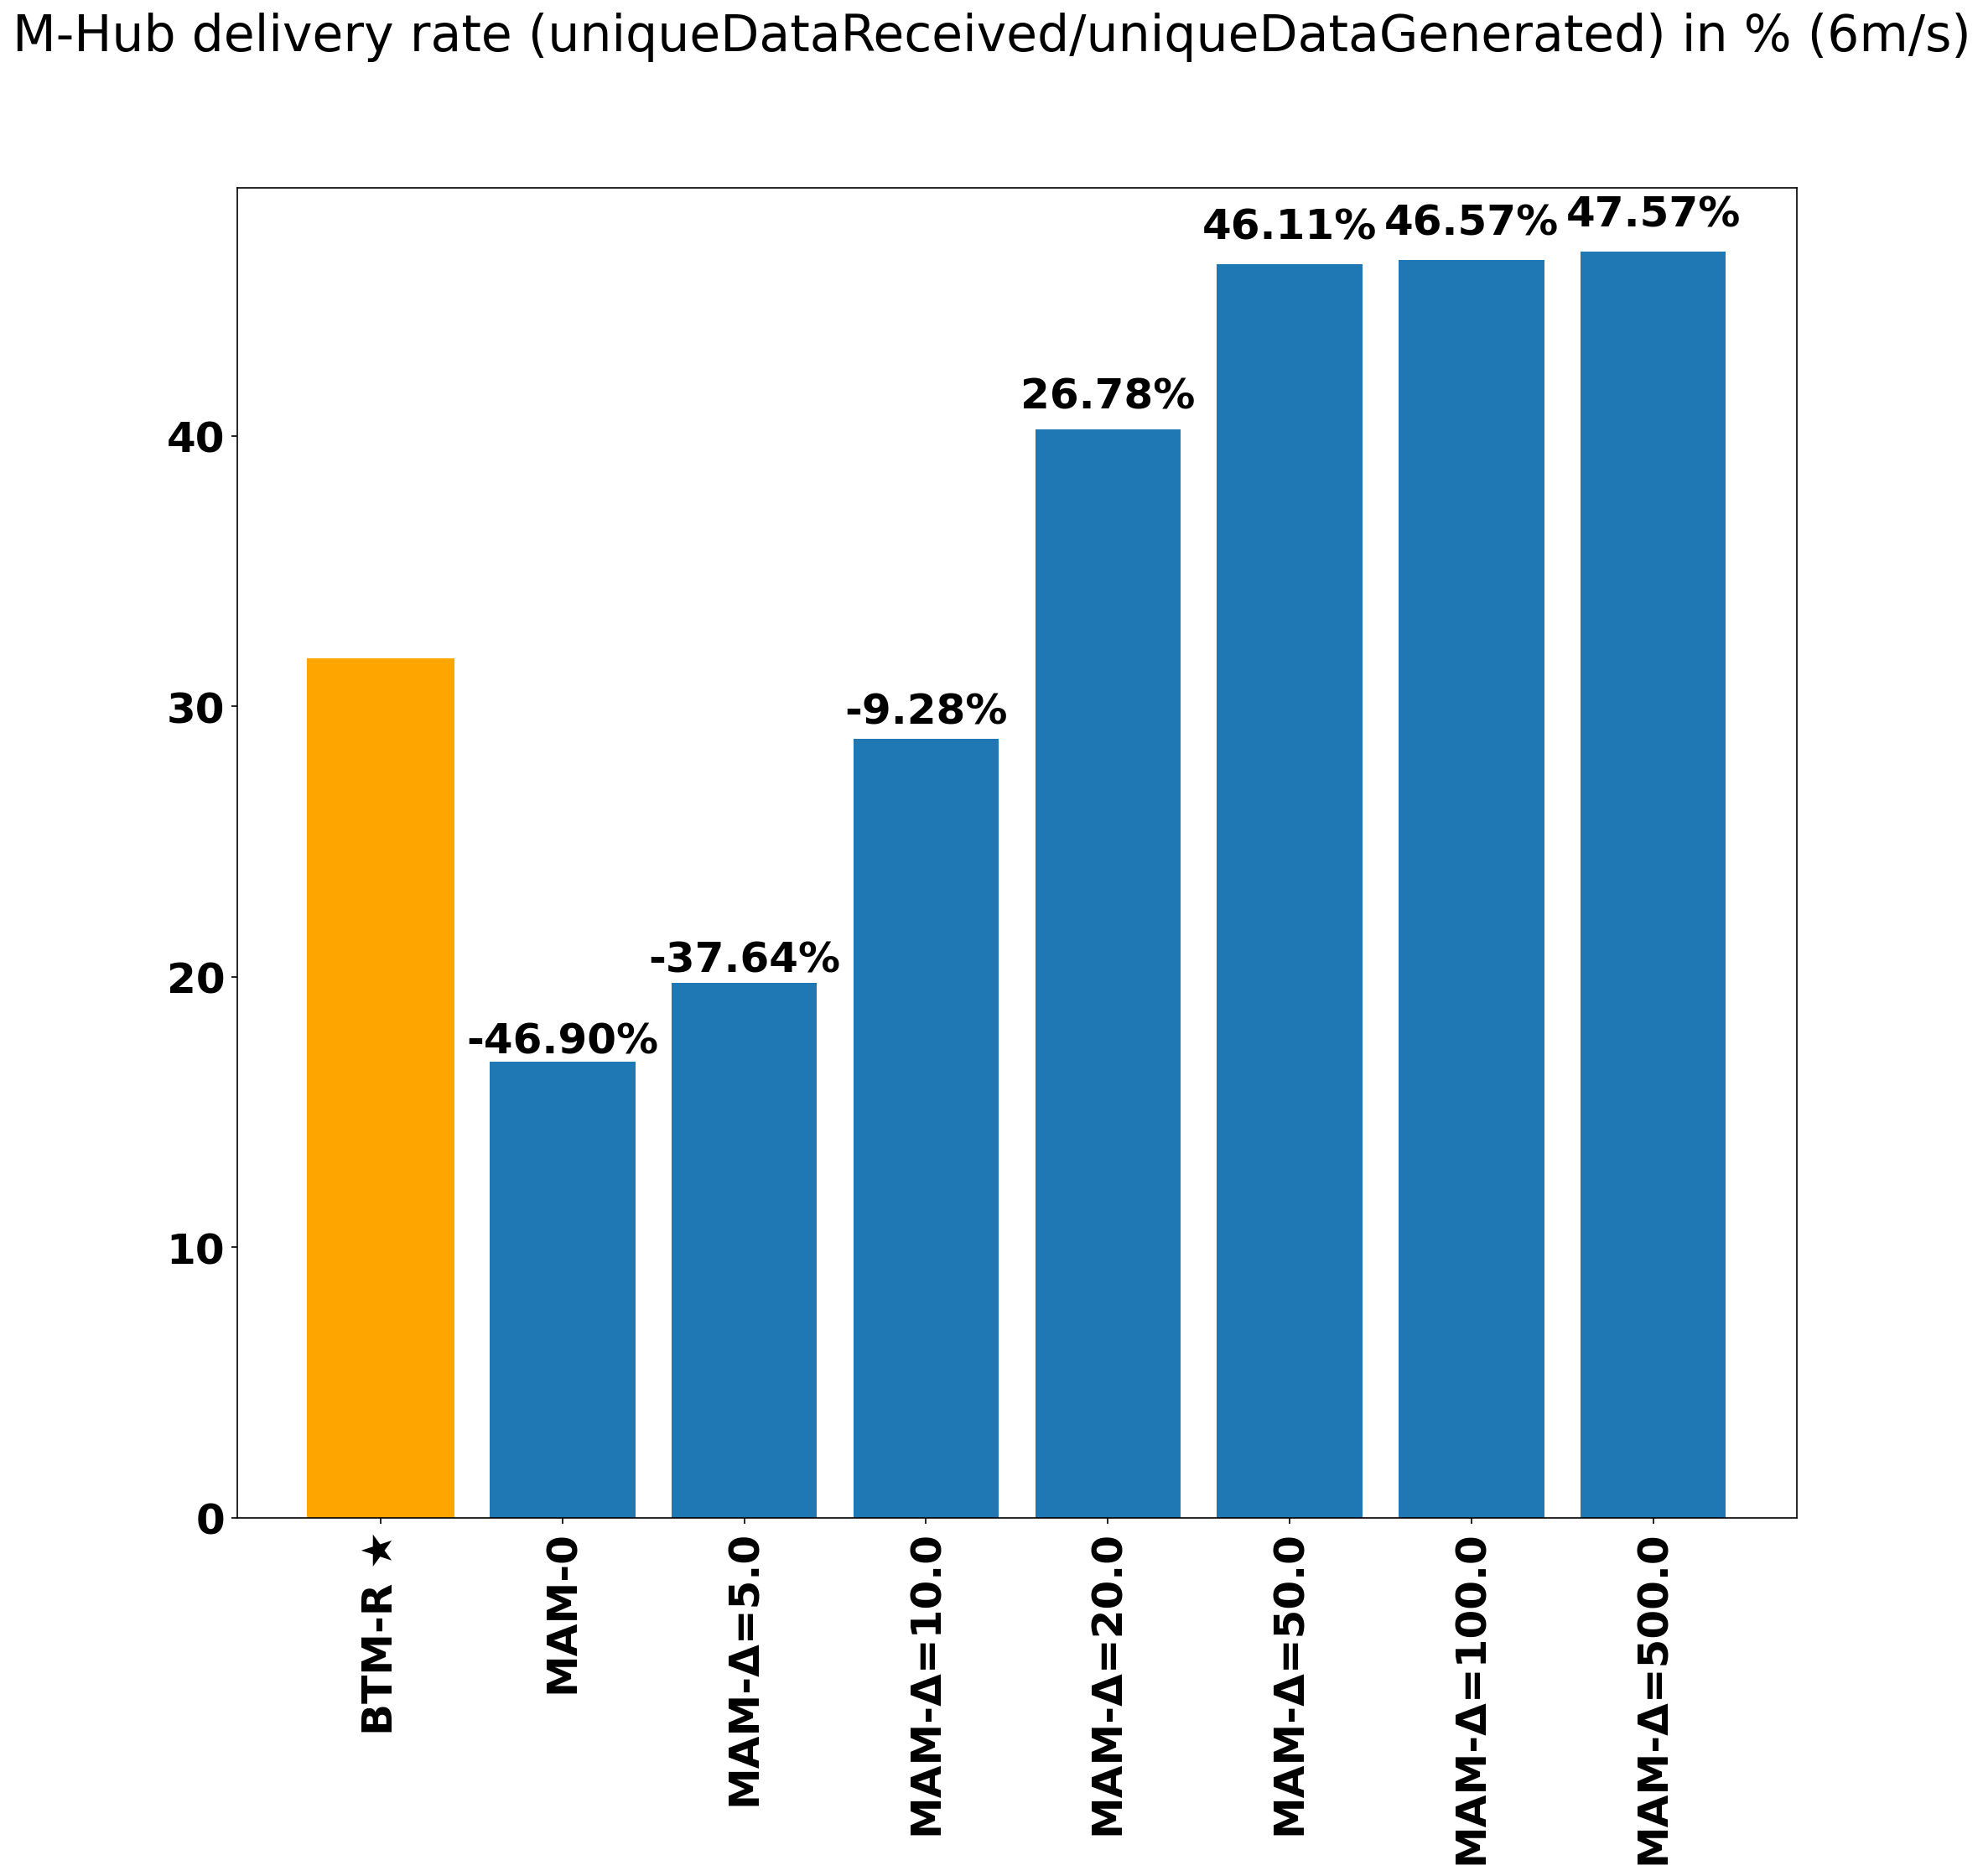 M-Hub delivery rate (uniqueDataReceived/uniqueDataGenerated) in % (6m/s)
46.11% 46.57% 47.57%
26.78%
-9.28%
-37.64%
-46.90%
40
30
20
10
0
BTM-R ★
MAM-0
MAM-Δ=5.0
MAM-Δ=10.0
MAM-Δ=20.0
MAM-Δ=50.0
MAM-Δ=100.0
MAM-Δ=500.0